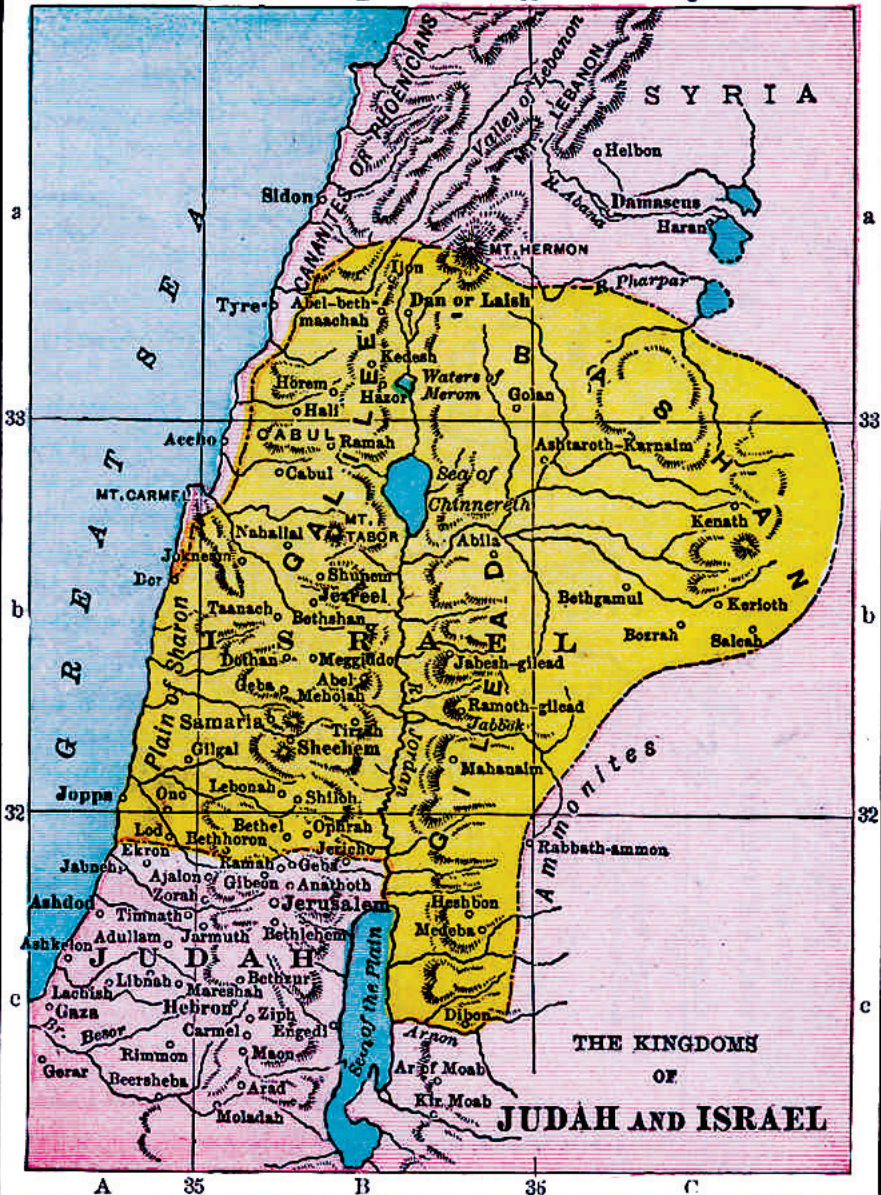 SYRIA
CANANITES OR PHOENICIANS
Valley of Lebanon
MT. LEBANON
Helbon
R. Abana
Damascus
Haran
Sidon
a
a
MT. HERMON
Ijon
R. Pharpar
Tyre
Abel-beth-
maachah
Dan or Laish
Kedesh
BASHAN
Horem
Hazor
Waters of
Merom
Golan
Hali
33
33
Accho
CABUL
Ramah
Ashtaroth-Karnaim
Cabul
GALILEE
Sea of
Chinnereth
MT. CARMEL
Kenath
MT.
TABOR
Nahallal
Abila
Jokneam
Dor
Shunem
Jezreel
Bethgamul
Kerioth
b
b
Taanach
Bethshan
Bozrah
Salcah
ISRAEL
Dothan
Meggiddo
Jabesh-gilead
Geba
Abel
Meholah
Ramoth-gilead
Jabbok
Samaria
Tirzah
Shechem
Gilgal
Mahanaim
Plain of Sharon
R. Jordan
GILEAD
Ammonites
GREAT SEA
Joppa
Ono
Lebonah
Shiloh
32
32
Lod
Bethel
Ophrah
Bethhoron
Jericho
Rabbath-ammon
Ekron
Jabneh
Ramah
Geba
Ajalon
Gibeon
Anathoth
Zorah
Jerusalem
Ashdod
Timnath
Heshbon
Adullam
Jarmuth
Bethlehem
Medeba
Ashkelon
JUDAH
Libnah
Bethzur
Lachish
Mareshah
c
c
Gaza
Hebron
Ziph
Dibon
Br. Besor
Carmel
Engedi
Sea of the Plain
Arnon
Rimmon
Maon
Gerar
Ar of Moab
Beersheba
Arad
Kir Moab
Moladah
THE KINGDOMS
OF
JUDAH AND ISRAEL
A
35
B
36
C